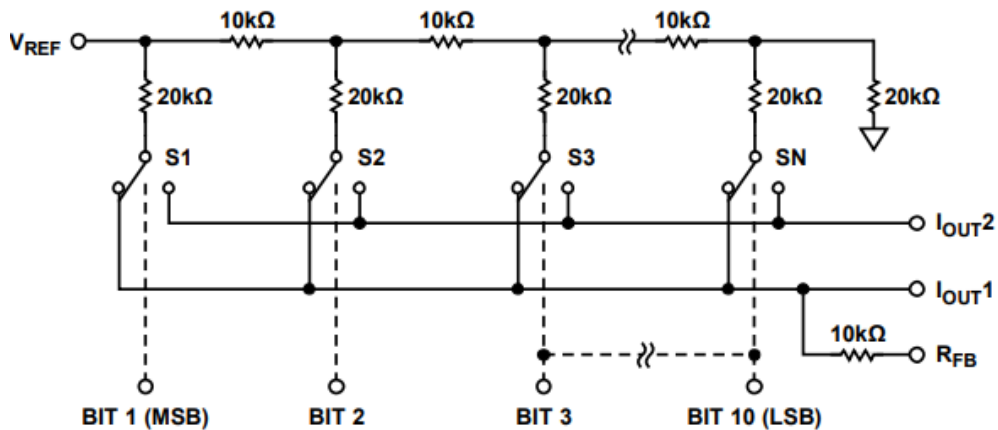 10kΩ 10kΩ 10kΩ
VREF
20kΩ 20kΩ 20kΩ 20kΩ 20kΩ
S1 S2 S3 SN
IOUT2
IOUT1
10kΩ
RFB
BIT 1 (MSB) BIT 2 BIT 3 BIT 10 (LSB)